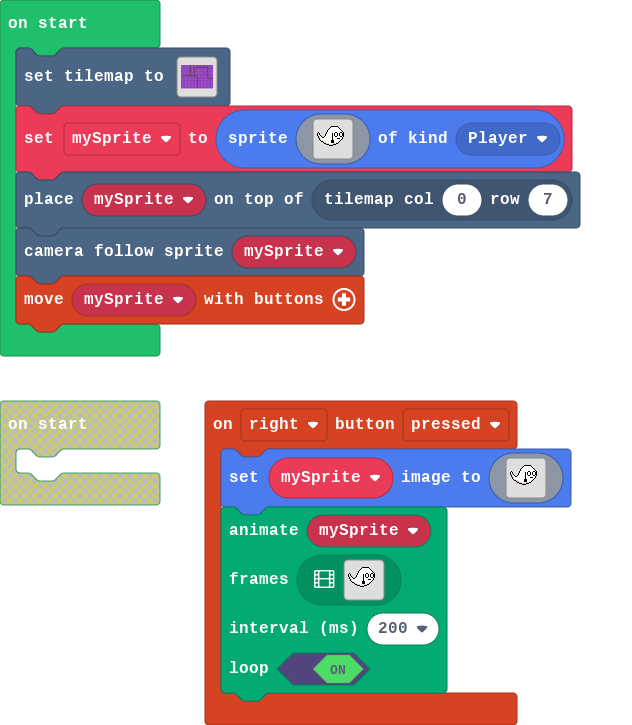 on start
set tilemap to
set mySprite to sprite of kind Player
place mySprite on top of tilemap col 0 row 7
camera follow sprite mySprite
move mySprite with buttons
on start
on right button pressed
set mySprite image to
animate mySprite
frames
interval (ms) 200
loop ON